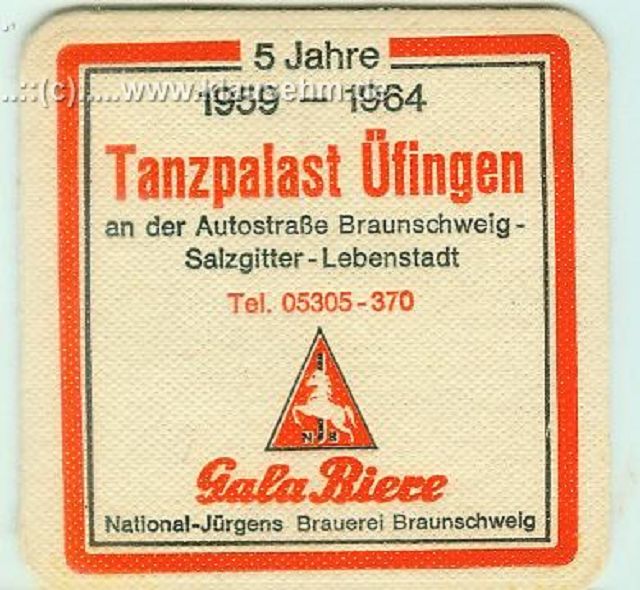 5 Jahre
1959 — 1964
Tanzpalast Üfingen
an der Autostraße Braunschweig-
Salzgitter-Lebenstadt
Tel. 05305-370
N B
Gala Biere
National-Jürgens Brauerei Braunschweig